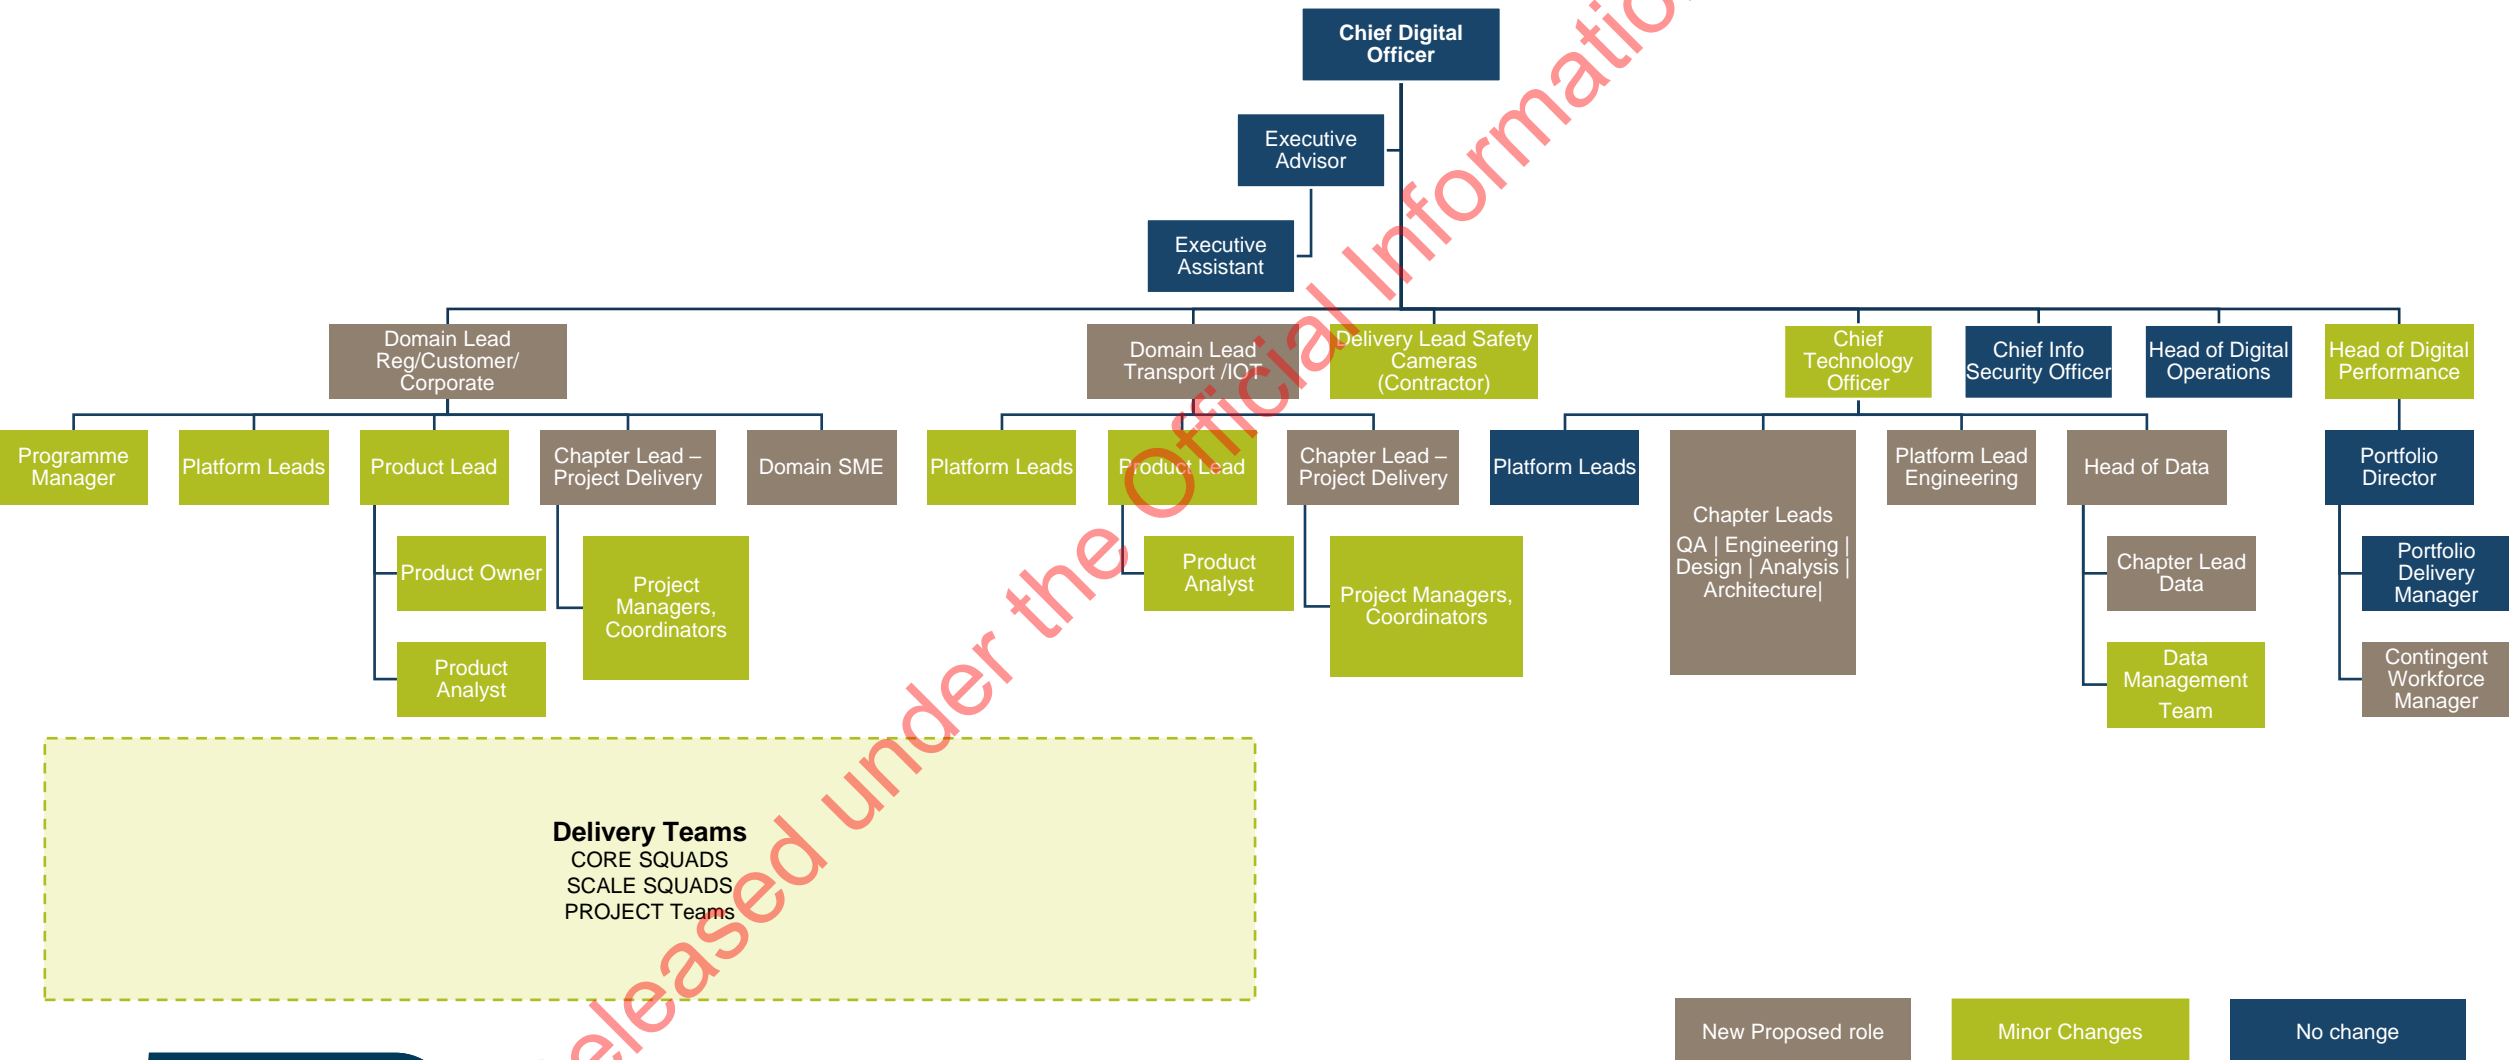 Chief Digital
Officer
Executive
Advisor
Executive
Assistant
Domain Lead
Reg/Customer/
Corporate
Domain Lead
Transport /IOT
Delivery Lead Safety
Cameras
(Contractor)
Chief
Technology
Officer
Chief Info
Security Officer
Head of Digital
Operations
Head of Digital
Performance
Programme
Manager
Platform Leads
Product Lead
Chapter Lead –
Project Delivery
Domain SME
Platform Leads
Product Lead
Chapter Lead –
Project Delivery
Platform Leads
Chapter Leads
QA | Engineering |
Design | Analysis |
Architecture|
Platform Lead
Engineering
Head of Data
Portfolio
Director
Product Owner
Product
Analyst
Project
Managers,
Coordinators
Product
Analyst
Project Managers,
Coordinators
Chapter Lead
Data
Data
Management
Team
Portfolio
Delivery
Manager
Contingent
Workforce
Manager
Delivery Teams
CORE SQUADS
SCALE SQUADS
PROJECT Teams
New Proposed role
Minor Changes
No change
eleased under the Official Informatio